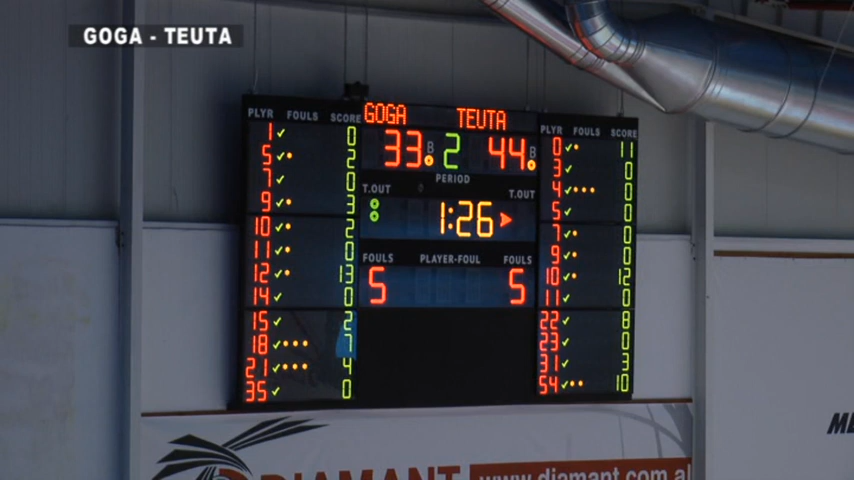 GOGA - TEUTA
PLYR FOULS SCORE
GOGA TEUTA
PLYR FOULS SCORE
33 B 2 44 B
PERIOD
T.OUT T.OUT
1:26
FOULS PLAYER-FOUL FOULS
5 5
1 0
5 2
7 0
9 3
10 2
11 0
12 13
14 0
15 2
18 7
21 4
35 0
0 11
3 0
4 0
5 0
7 0
9 0
10 12
11 0
22 8
23 0
31 3
54 10
DIAMANT www.diamant.com.al